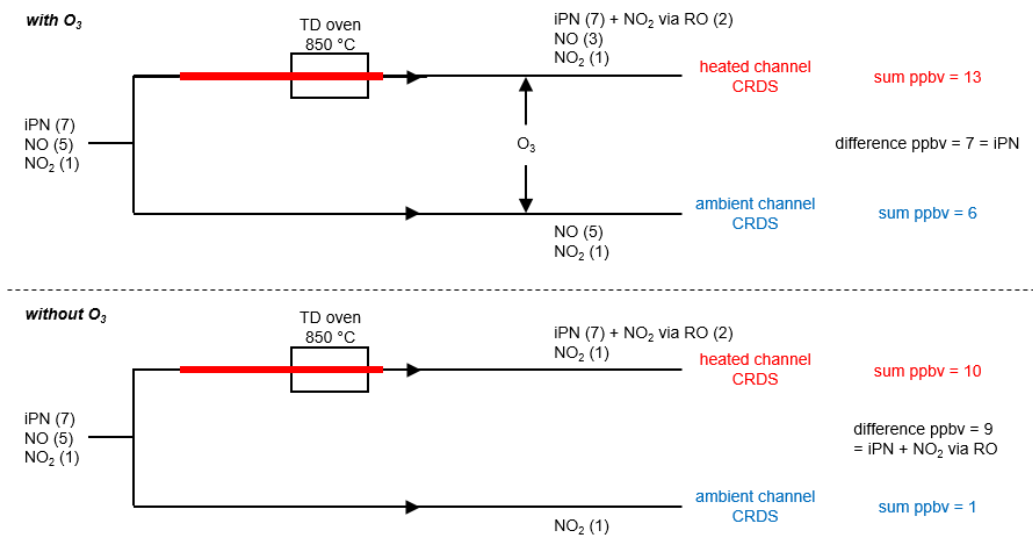 with O₃
TD oven
850 °C
iPN (7) + NO₂ via RO (2)
NO (3)
NO₂ (1)
heated channel
CRDS
sum ppbv = 13
iPN (7)
NO (5)
NO₂ (1)
O₃
difference ppbv = 7 = iPN
ambient channel
CRDS
sum ppbv = 6
NO (5)
NO₂ (1)
without O₃
TD oven
850 °C
iPN (7) + NO₂ via RO (2)
NO₂ (1)
heated channel
CRDS
sum ppbv = 10
iPN (7)
NO (5)
NO₂ (1)
difference ppbv = 9
= iPN + NO₂ via RO
ambient channel
CRDS
sum ppbv = 1
NO₂ (1)